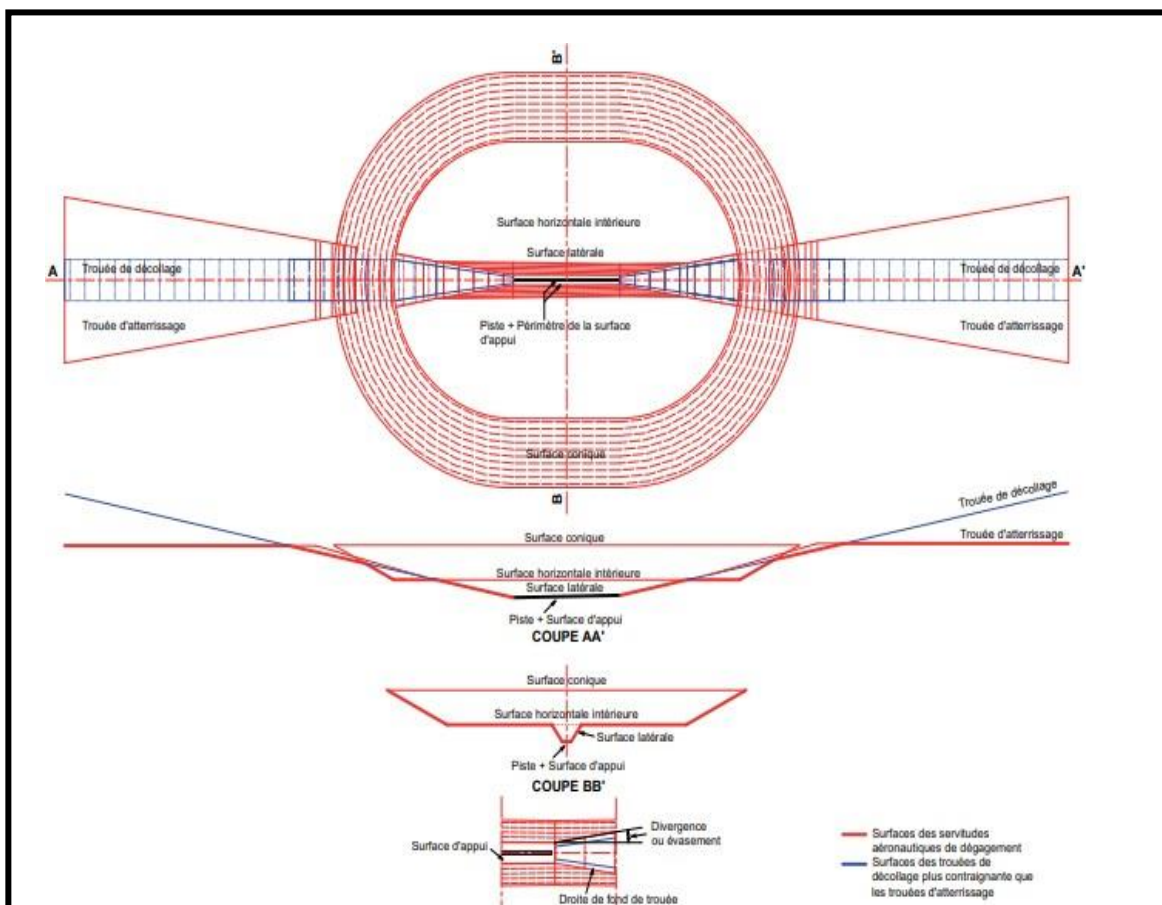 B'
Surface horizontale intérieure
Surface latérale
A
Trouée de décollage
Trouée de décollage
A'
Trouée d'atterrissage
Piste + Périmètre de la surface
d'appui
Trouée d'atterrissage
Surface conique
B
Trouée de décollage
Surface conique
Trouée d'atterrissage
Surface horizontale intérieure
Surface latérale
Piste + Surface d'appui
COUPE AA'
Surface conique
Surface horizontale intérieure
Surface latérale
Piste + Surface d'appui
COUPE BB'
Surface d'appui
Divergence
ou évasement
Droite de fond de trouée
Surfaces des servitudes
aéronautiques de dégagement
Surfaces des trouées de
décollage plus contraignante que
les trouées d'atterrissage